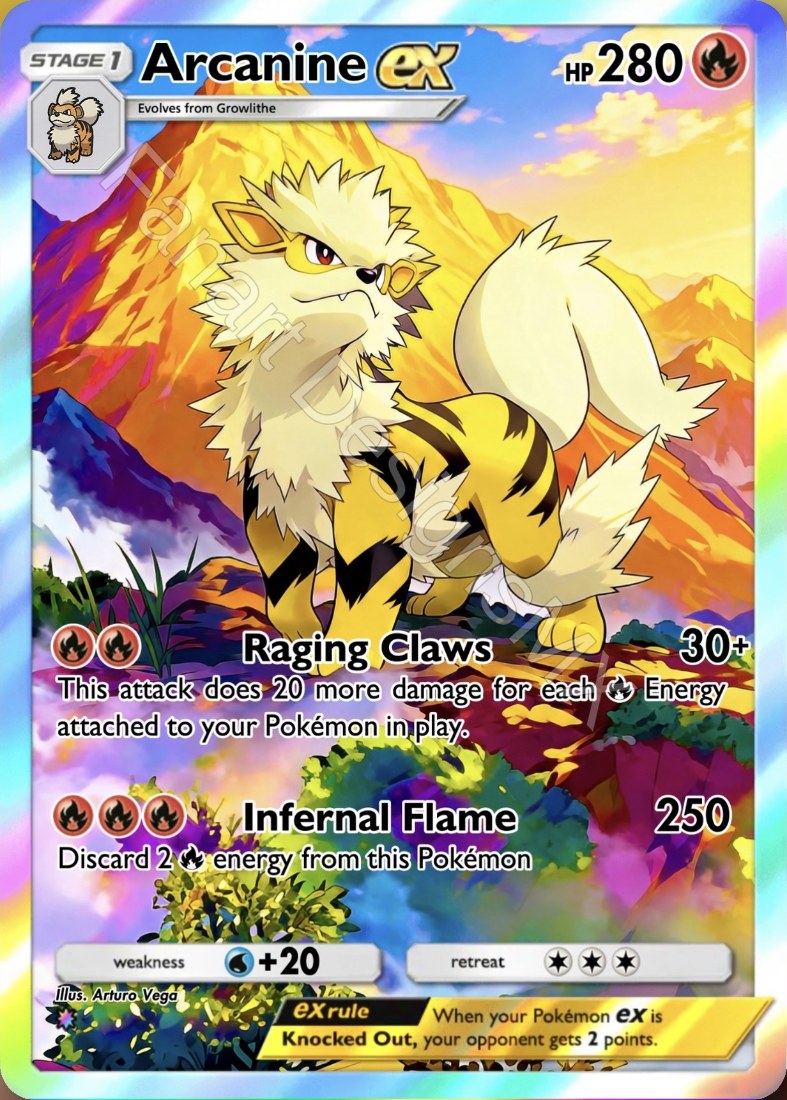 STAGE 1
Arcanine ex
HP 280
Evolves from Growlithe
Fanart DesignsMX
Raging Claws 30+
This attack does 20 more damage for each Energy
attached to your Pokémon in play.
Infernal Flame 250
Discard 2 energy from this Pokémon
weakness +20
retreat
Illus. Arturo Vega
ex rule
When your Pokémon ex is
Knocked Out, your opponent gets 2 points.